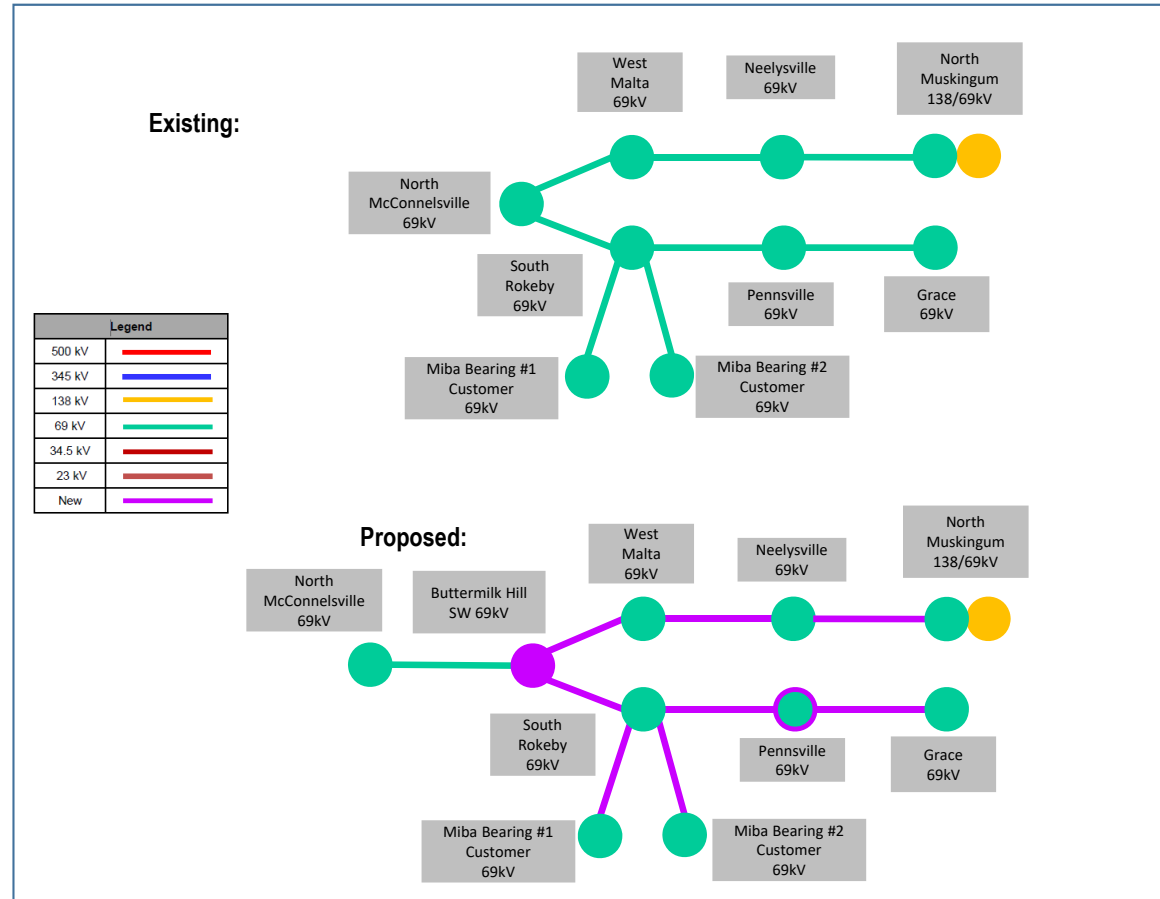 Existing:
West
Malta
69kV
Neelysville
69kV
North
Muskingum
138/69kV
North
McConnelsville
69kV
South
Rokeby
69kV
Pennsville
69kV
Grace
69kV
Miba Bearing #1
Customer
69kV
Miba Bearing #2
Customer
69kV
Legend
500 kV
345 kV
138 kV
69 kV
34.5 kV
23 kV
New
Proposed:
North
McConnelsville
69kV
Buttermilk Hill
SW 69kV
West
Malta
69kV
Neelysville
69kV
North
Muskingum
138/69kV
South
Rokeby
69kV
Pennsville
69kV
Grace
69kV
Miba Bearing #1
Customer
69kV
Miba Bearing #2
Customer
69kV